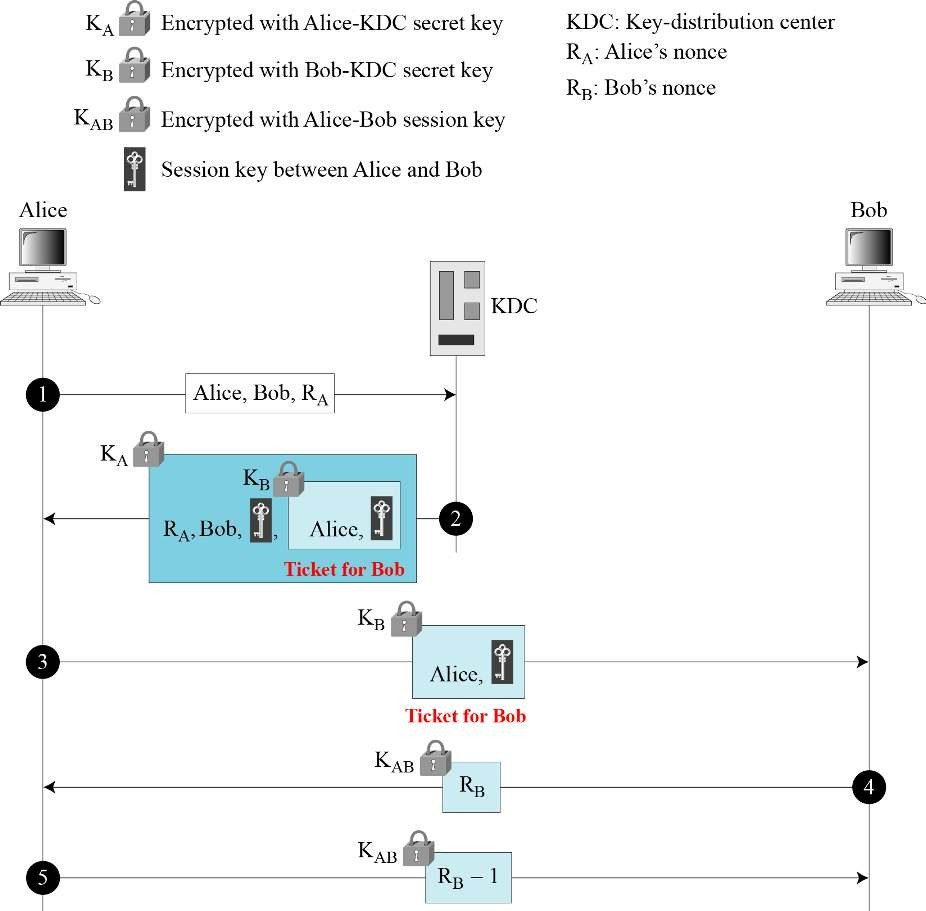 K_A Encrypted with Alice-KDC secret key
K_B Encrypted with Bob-KDC secret key
K_AB Encrypted with Alice-Bob session key
Session key between Alice and Bob
KDC: Key-distribution center
R_A: Alice's nonce
R_B: Bob's nonce
Alice
Bob
KDC
1
Alice, Bob, R_A
K_A
K_B
R_A, Bob, , Alice,
2
Ticket for Bob
K_B
3
Alice,
Ticket for Bob
K_AB
R_B
4
K_AB
5
R_B − 1